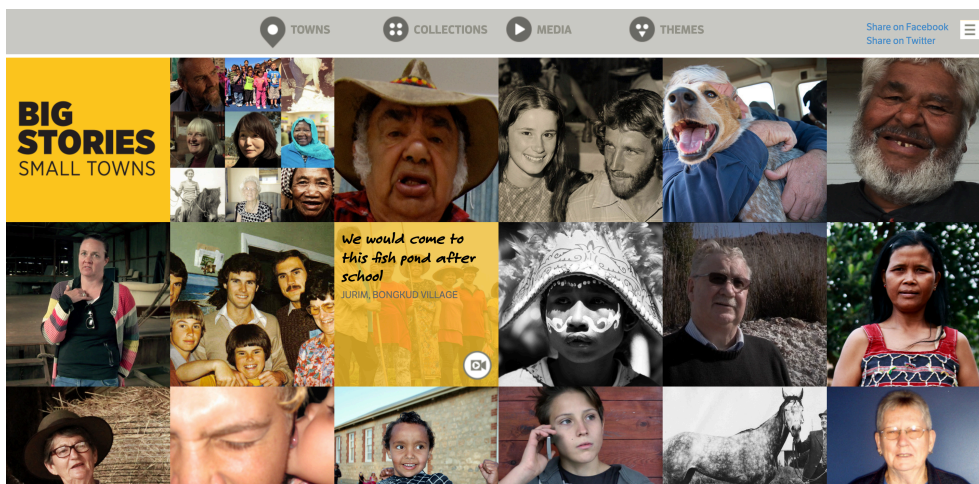 TOWNS
COLLECTIONS
MEDIA
THEMES
Share on Facebook
Share on Twitter
BIG
STORIES
SMALL TOWNS
We would come to
this fish pond after
school
JURIM, BONGKUD VILLAGE